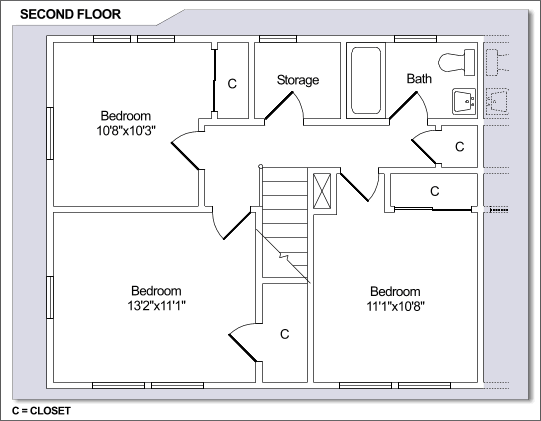 SECOND FLOOR
C
Storage
Bath
Bedroom
10'8"x10'3"
C
C
Bedroom
13'2"x11'1"
Bedroom
11'1"x10'8"
C
C = CLOSET